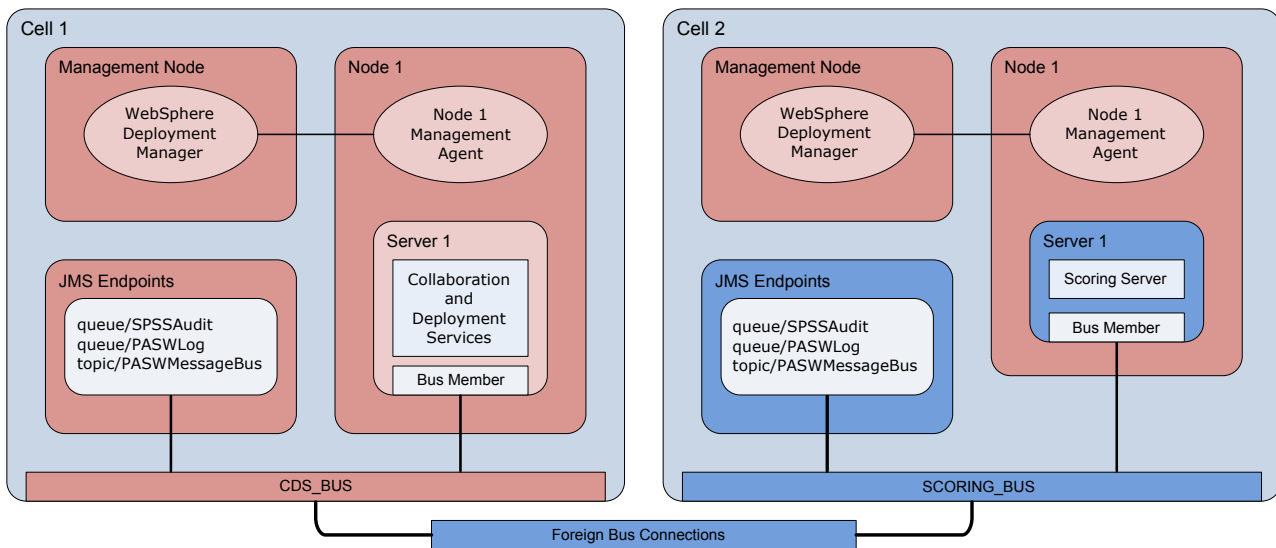 Cell 1
Management Node
WebSphere
Deployment
Manager
Node 1
Node 1
Management
Agent
Server 1
Collaboration
and
Deployment
Services
Bus Member
JMS Endpoints
queue/SPSSAudit
queue/PASWLog
topic/PASWMessageBus
CDS_BUS
Cell 2
Management Node
WebSphere
Deployment
Manager
Node 1
Node 1
Management
Agent
Server 1
Scoring Server
Bus Member
JMS Endpoints
queue/SPSSAudit
queue/PASWLog
topic/PASWMessageBus
SCORING_BUS
Foreign Bus Connections